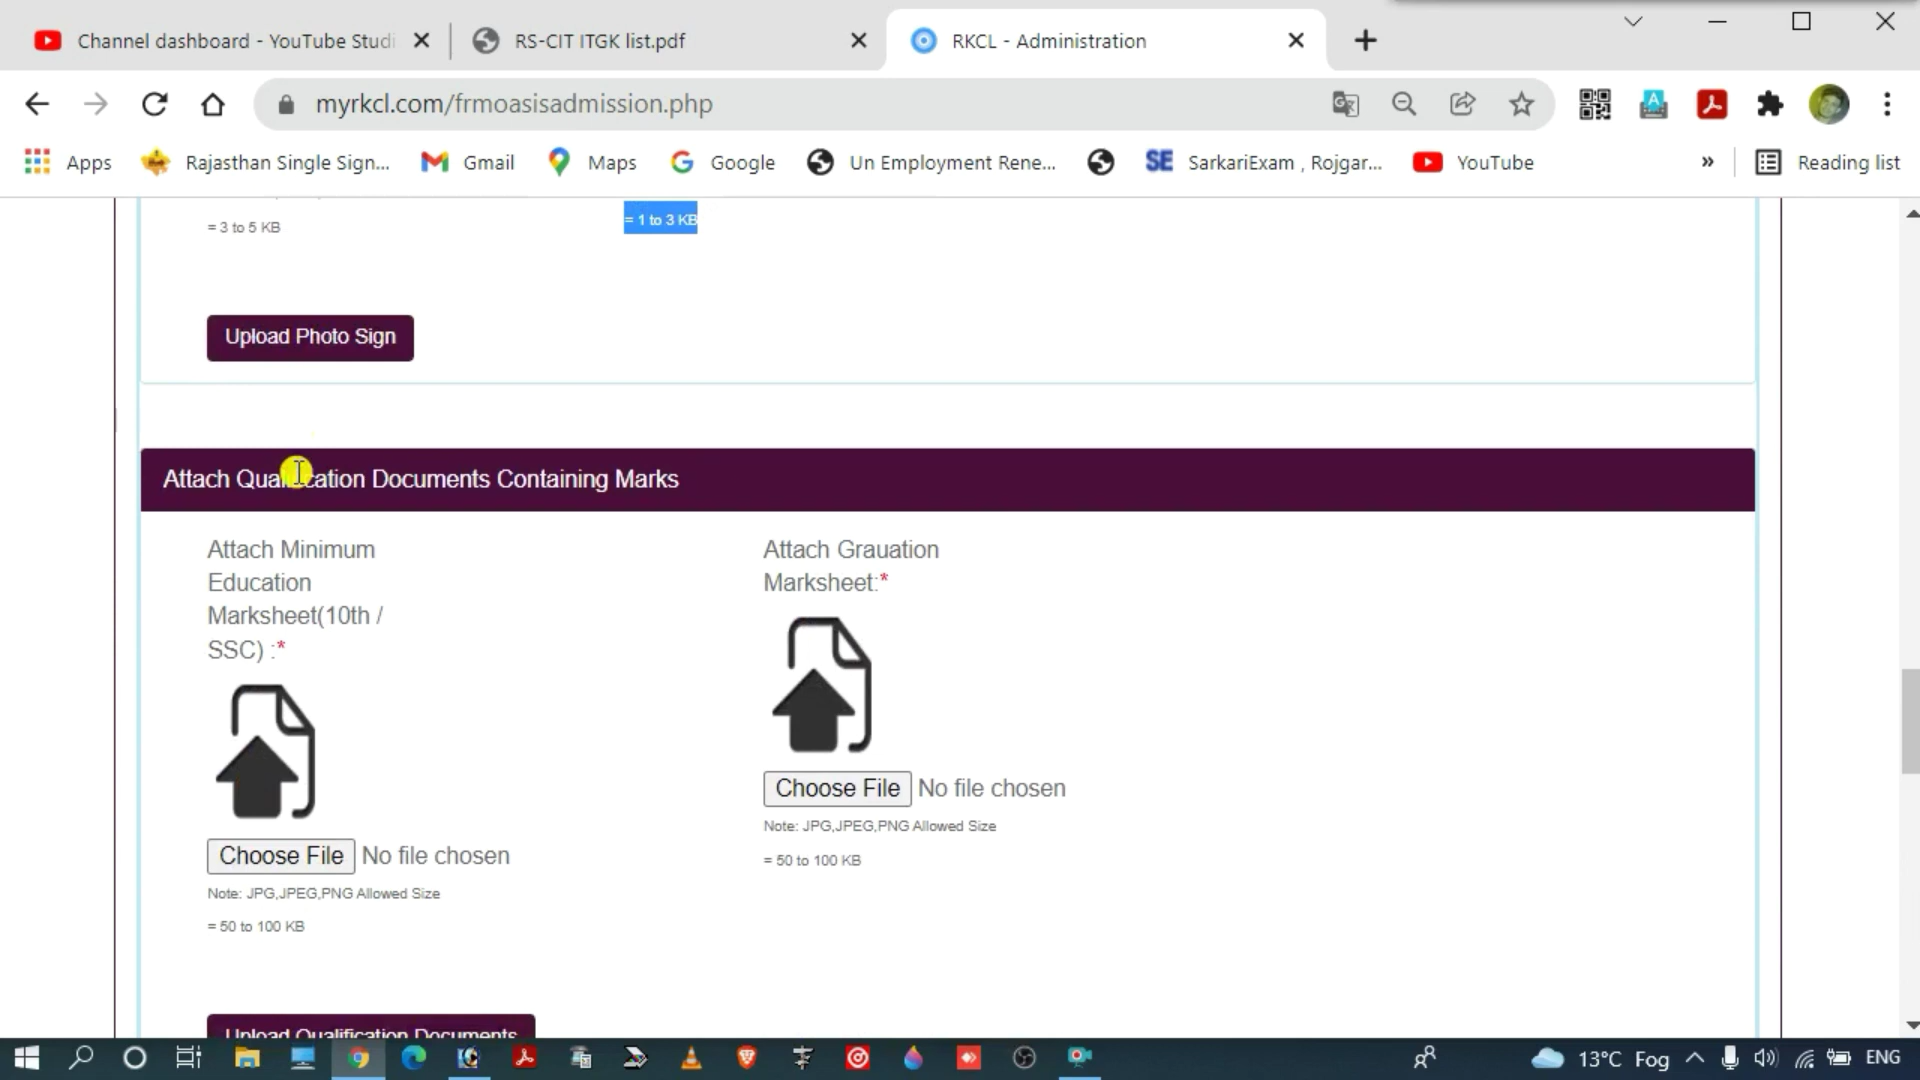 Channel dashboard - YouTube Studi
RS-CIT ITGK list.pdf
RKCL - Administration
myrkcl.com/frmoasisadmission.php
Apps
Rajasthan Single Sign...
Gmail
Maps
Google
Un Employment Rene...
SE
SarkariExam , Rojgar...
YouTube
»
Reading list
= 3 to 5 KB
= 1 to 3 KB
Upload Photo Sign
Attach Qualification Documents Containing Marks
Attach Minimum
Education
Marksheet(10th /
SSC) :*
Choose File No file chosen
Note: JPG,JPEG,PNG Allowed Size
= 50 to 100 KB
Attach Grauation
Marksheet:*
Choose File No file chosen
Note: JPG,JPEG,PNG Allowed Size
= 50 to 100 KB
Upload Qualification Documents
13°C Fog
ENG